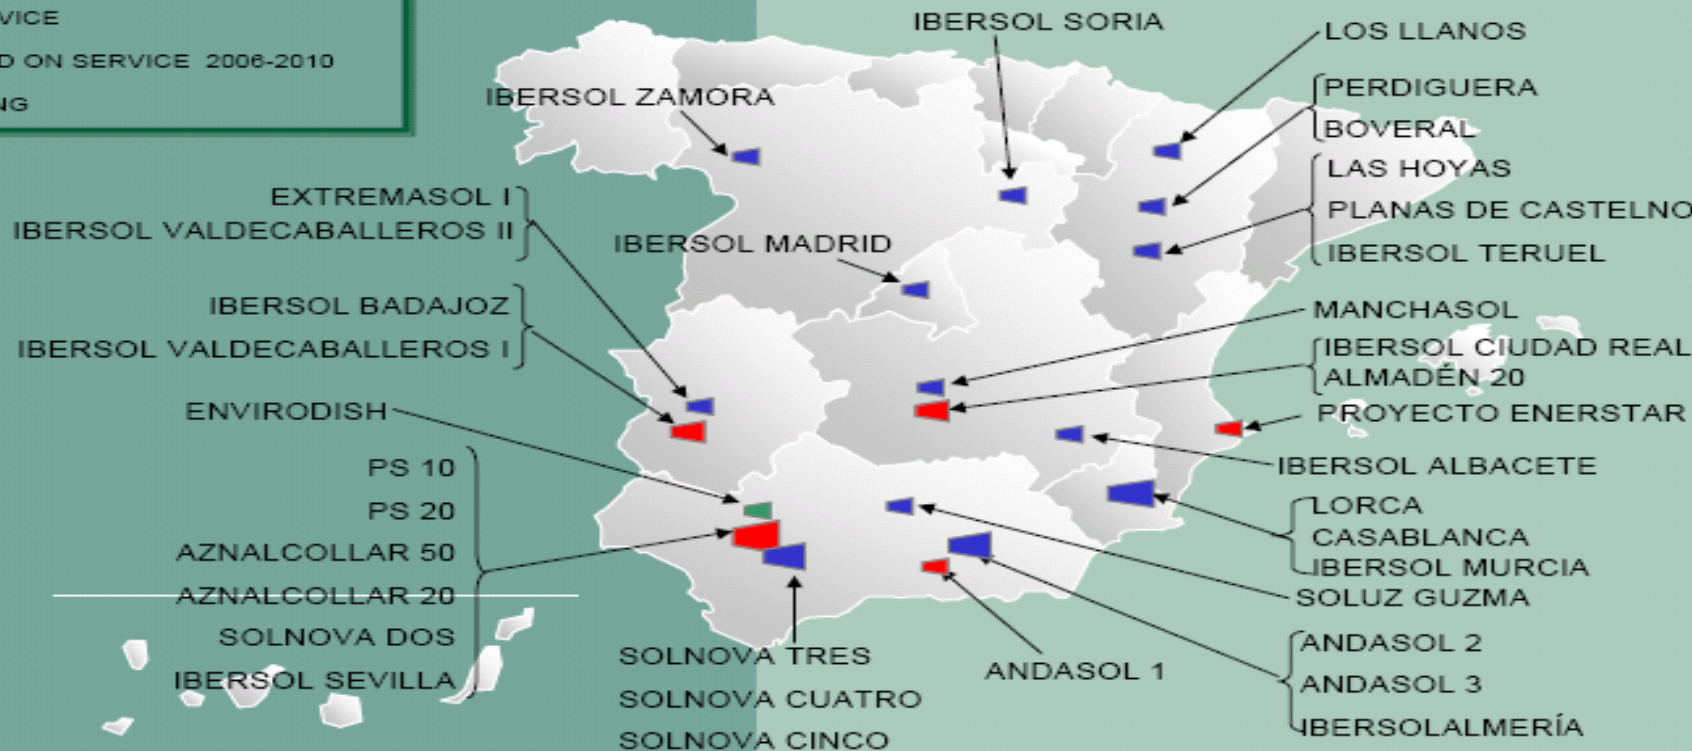 VICE
D ON SERVICE 2006-2010
NG
IBERSOL SORIA
LOS LLANOS
IBERSOL ZAMORA
PERDIGUERA
BOVERAL
LAS HOYAS
PLANAS DE CASTELNO
IBERSOL TERUEL
EXTREMASOL I
IBERSOL VALDECABALLEROS II
IBERSOL MADRID
IBERSOL BADAJOZ
IBERSOL VALDECABALLEROS I
MANCHASOL
IBERSOL CIUDAD REAL
ALMADÉN 20
PROYECTO ENERSTAR
ENVIRODISH
IBERSOL ALBACETE
PS 10
PS 20
AZNALCOLLAR 50
AZNALCOLLAR 20
SOLNOVA DOS
IBERSOL SEVILLA
LORCA
CASABLANCA
IBERSOL MURCIA
SOLUZ GUZMA
SOLNOVA TRES
SOLNOVA CUATRO
SOLNOVA CINCO
ANDASOL 1
ANDASOL 2
ANDASOL 3
IBERSOLALMERÍA